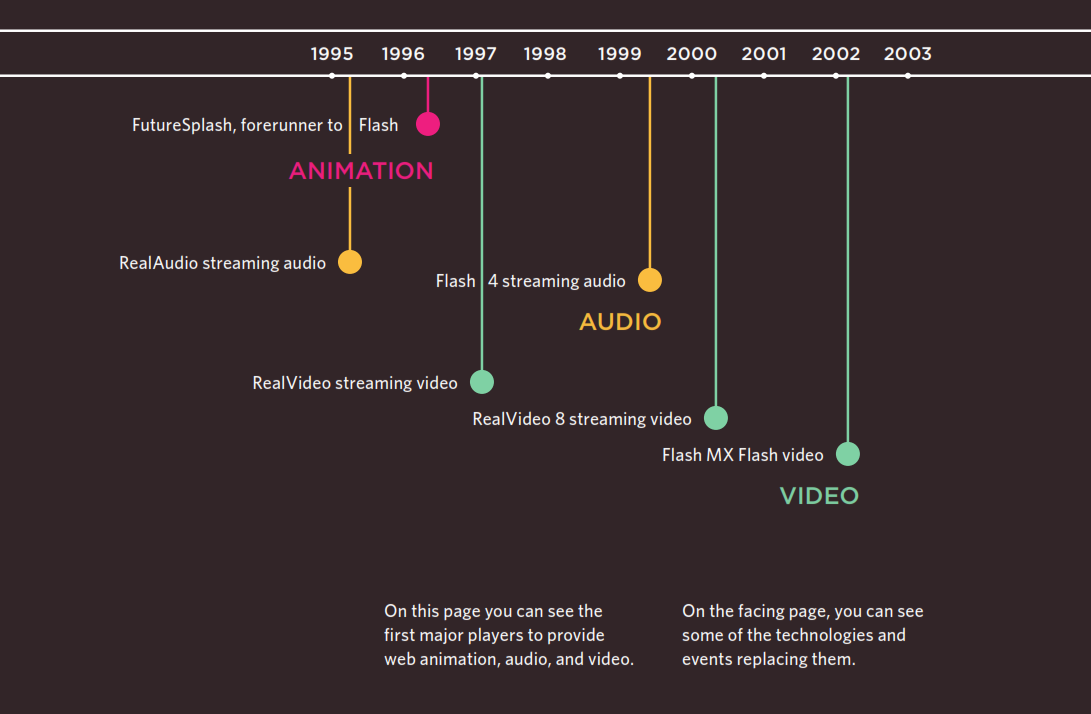 1995 1996 1997 1998 1999 2000 2001 2002 2003
FutureSplash, forerunner to Flash
ANIMATION
RealAudio streaming audio
Flash 4 streaming audio
AUDIO
RealVideo streaming video
RealVideo 8 streaming video
Flash MX Flash video
VIDEO
On this page you can see the
first major players to provide
web animation, audio, and video.
On the facing page, you can see
some of the technologies and
events replacing them.